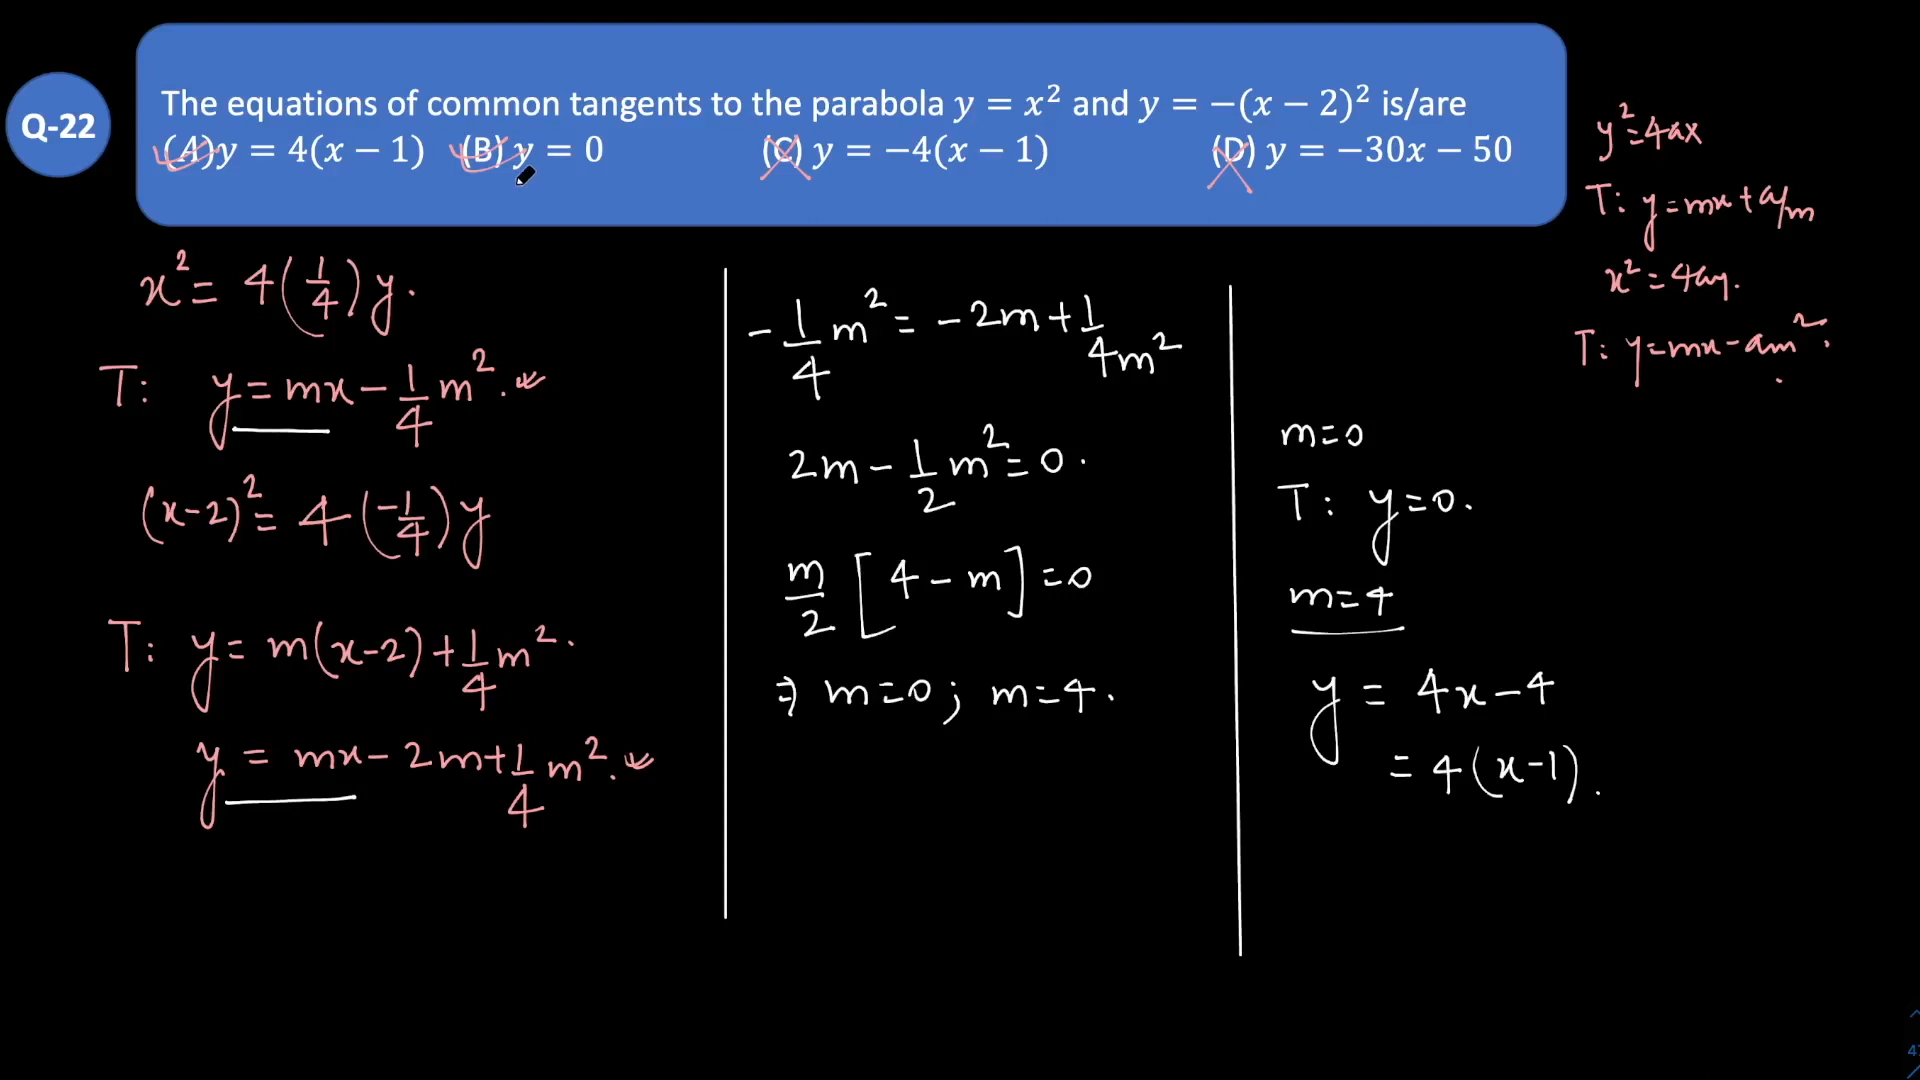 Q-22
The equations of common tangents to the parabola y = x² and y = −(x − 2)² is/are
(A) y = 4(x − 1) (B) y = 0 (C) y = −4(x − 1) (D) y = −30x − 50
y² = 4ax
T: y = mx + a/m
x² = 4ay.
T: y = mx - am².
x² = 4(1/4)y.
T: y = mx - 1/4 m².
(x-2)² = 4(-1/4)y
T: y = m(x-2) + 1/4 m².
y = mx - 2m + 1/4 m².
-1/4 m² = -2m + 1/4 m²
2m - 1/2 m² = 0.
m/2 [4 - m] = 0
⇒ m=0; m=4.
m=0
T: y=0.
m=4
y = 4x-4
= 4(x-1).